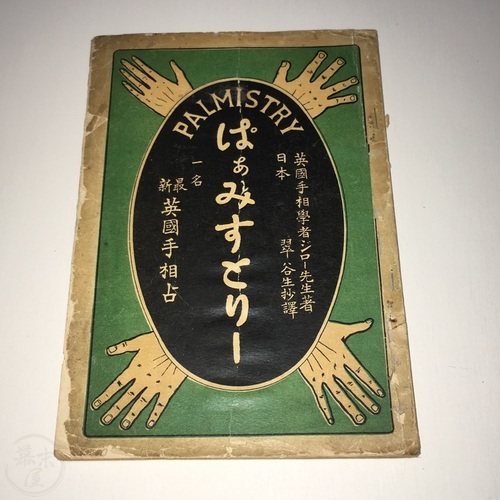 PALMISTRY
英國手相學者ジロー先生著
日本 翠谷生抄譯
ぱあみすとりー
一名
最新 英國手相占